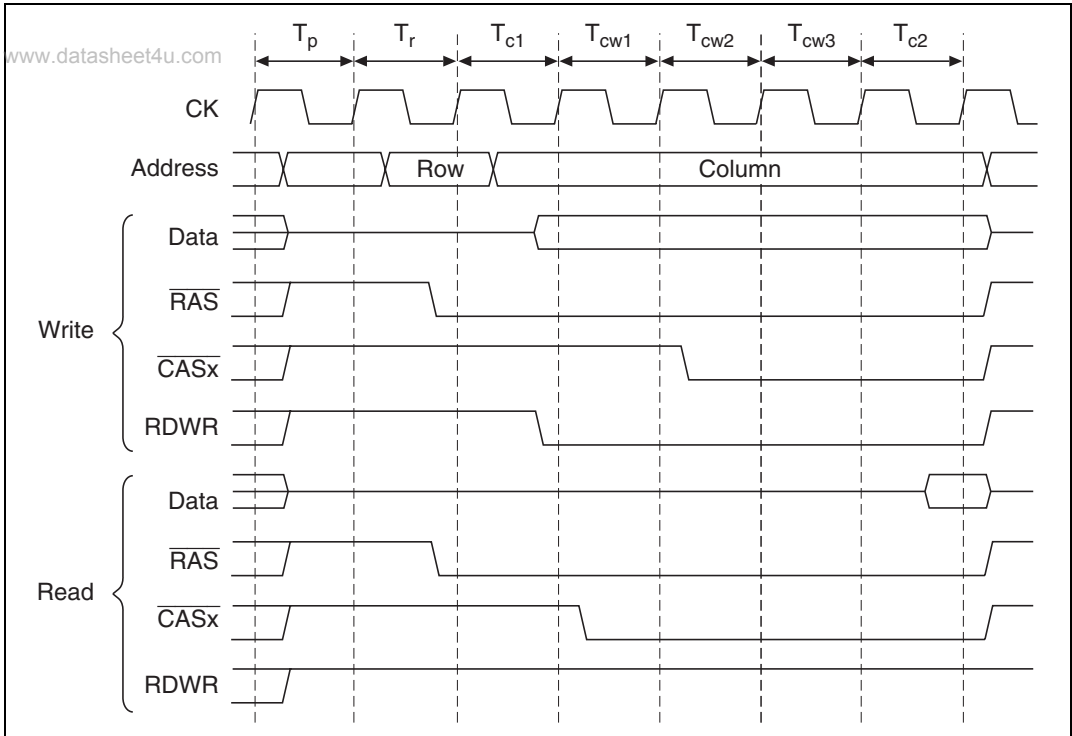 www.datasheet4u.com
Tp Tr Tc1 Tcw1 Tcw2 Tcw3 Tc2
CK
Address Row Column
Write
Data
RAS
CASx
RDWR
Read
Data
RAS
CASx
RDWR